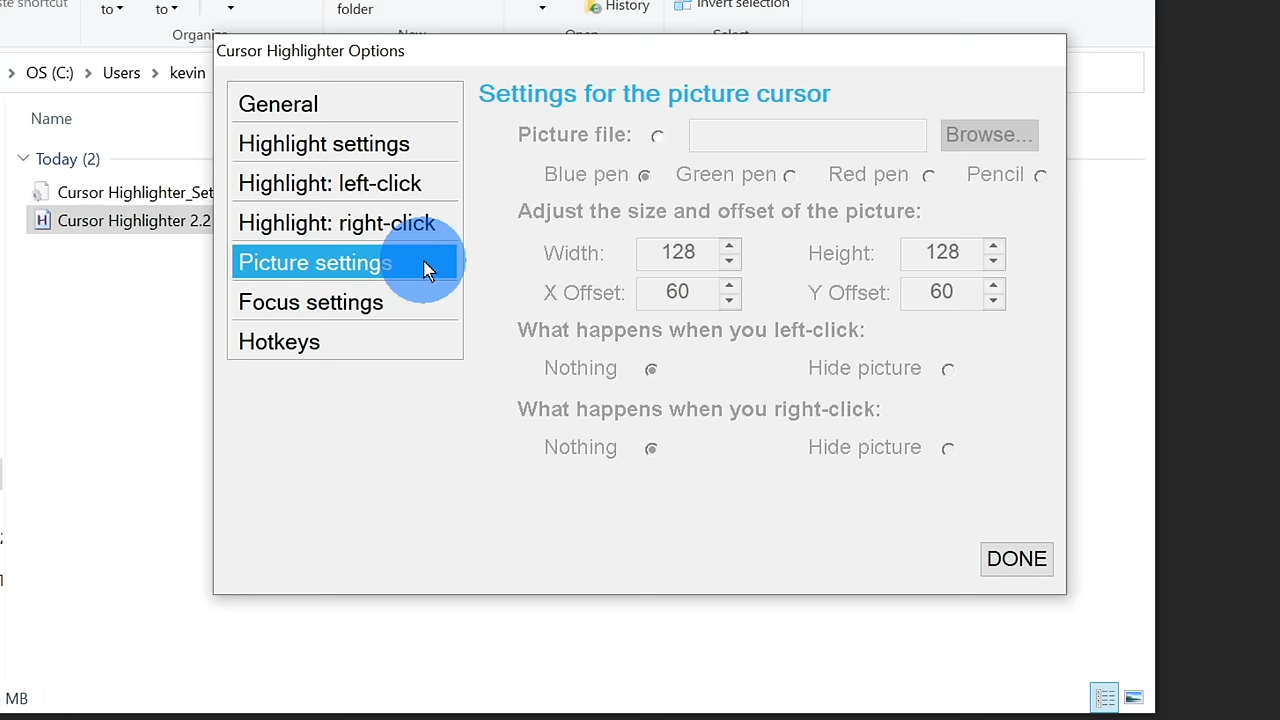 to to
folder
History
Invert selection
Organiz
OS (C:) Users kevin
Name
Today (2)
Cursor Highlighter_Set
Cursor Highlighter 2.2
Cursor Highlighter Options
General
Highlight settings
Highlight: left-click
Highlight: right-click
Picture settings
Focus settings
Hotkeys
Settings for the picture cursor
Picture file: Browse...
Blue pen Green pen Red pen Pencil
Adjust the size and offset of the picture:
Width: 128 Height: 128
X Offset: 60 Y Offset: 60
What happens when you left-click:
Nothing Hide picture
What happens when you right-click:
Nothing Hide picture
DONE
MB